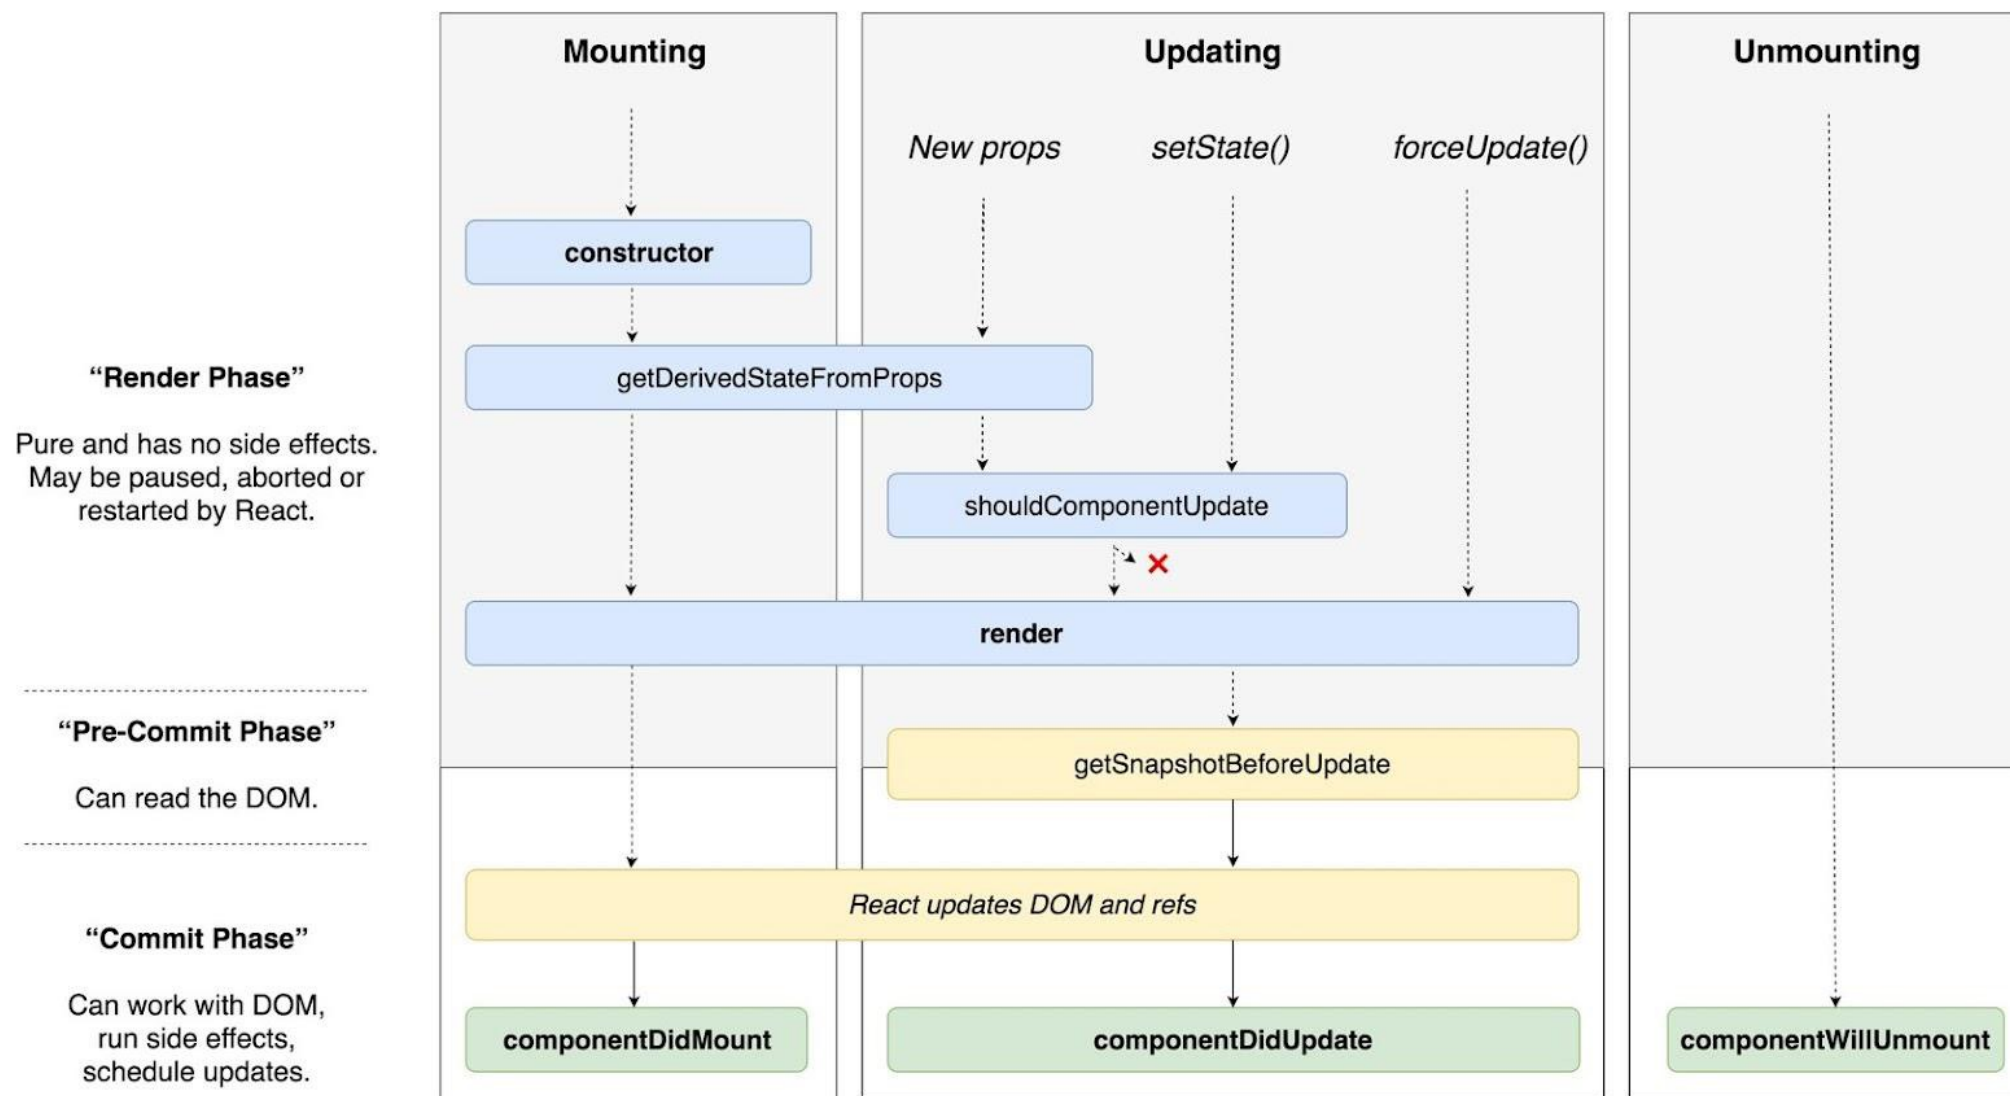 Mounting
Updating
Unmounting
New props
setState()
forceUpdate()
constructor
“Render Phase”
getDerivedStateFromProps
Pure and has no side effects.
May be paused, aborted or
restarted by React.
shouldComponentUpdate
render
“Pre-Commit Phase”
getSnapshotBeforeUpdate
Can read the DOM.
React updates DOM and refs
“Commit Phase”
Can work with DOM,
run side effects,
schedule updates.
componentDidMount
componentDidUpdate
componentWillUnmount